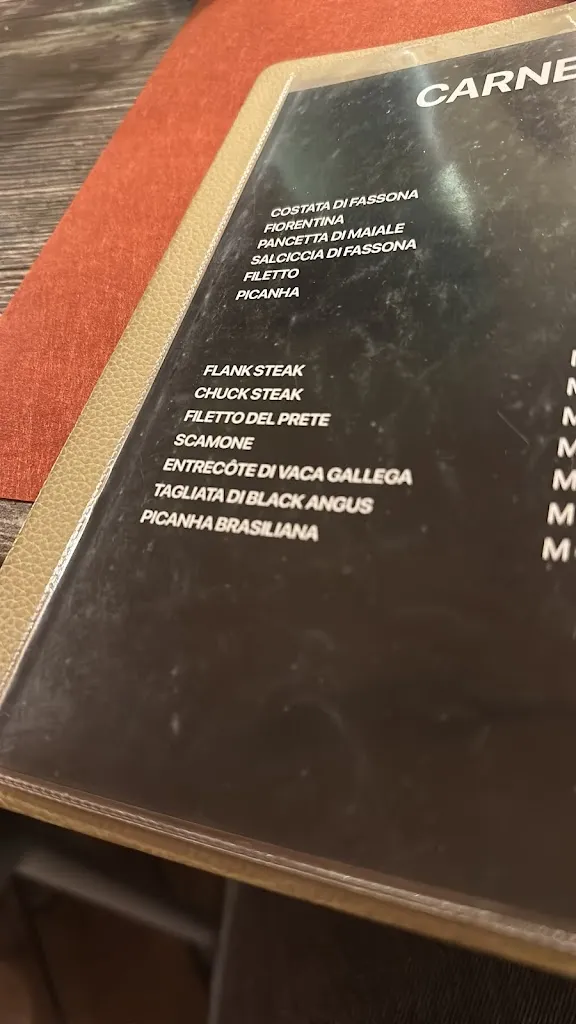 CARNE
COSTATA DI FASSONA
FIORENTINA
PANCETTA DI MAIALE
SALCICCIA DI FASSONA
FILETTO
PICANHA
FLANK STEAK
CHUCK STEAK
FILETTO DEL PRETE
SCAMONE
ENTRECÔTE DI VACA GALLEGA
TAGLIATA DI BLACK ANGUS
PICANHA BRASILIANA